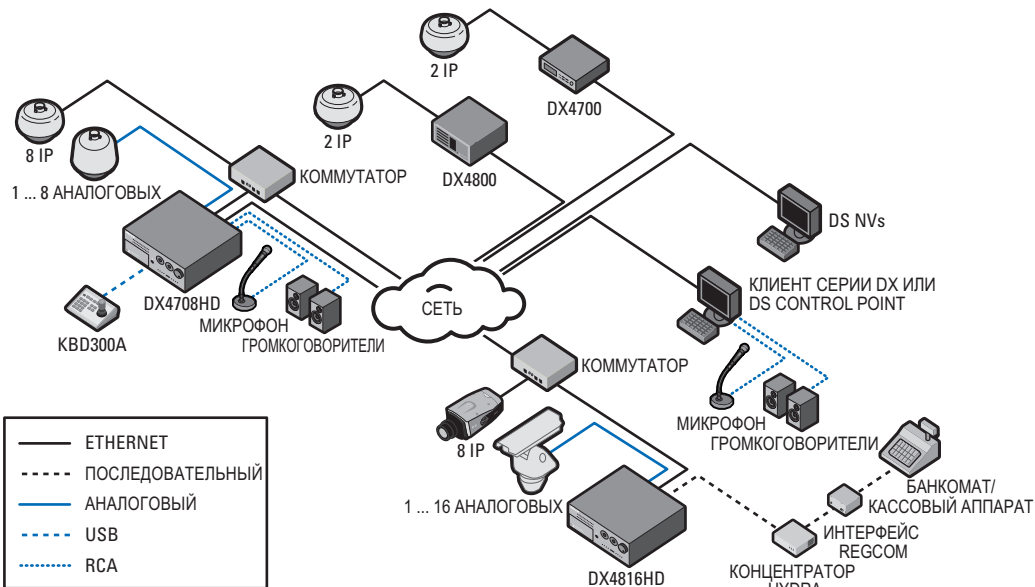 2 IP
DX4700
2 IP
DX4800
8 IP
1 ... 8 АНАЛОГОВЫХ
КОММУТАТОР
DX4708HD
KBD300A
МИКРОФОН
ГРОМКОГОВОРИТЕЛИ
СЕТЬ
DS NVs
КЛИЕНТ СЕРИИ DX ИЛИ
DS CONTROL POINT
МИКРОФОН
ГРОМКОГОВОРИТЕЛИ
КОММУТАТОР
8 IP
1 ... 16 АНАЛОГОВЫХ
DX4816HD
БАНКОМАТ/
КАССОВЫЙ АППАРАТ
ИНТЕРФЕЙС
REGCOM
КОНЦЕНТРАТОР
HYDRA
ETHERNET
ПОСЛЕДОВАТЕЛЬНЫЙ
АНАЛОГОВЫЙ
USB
RCA